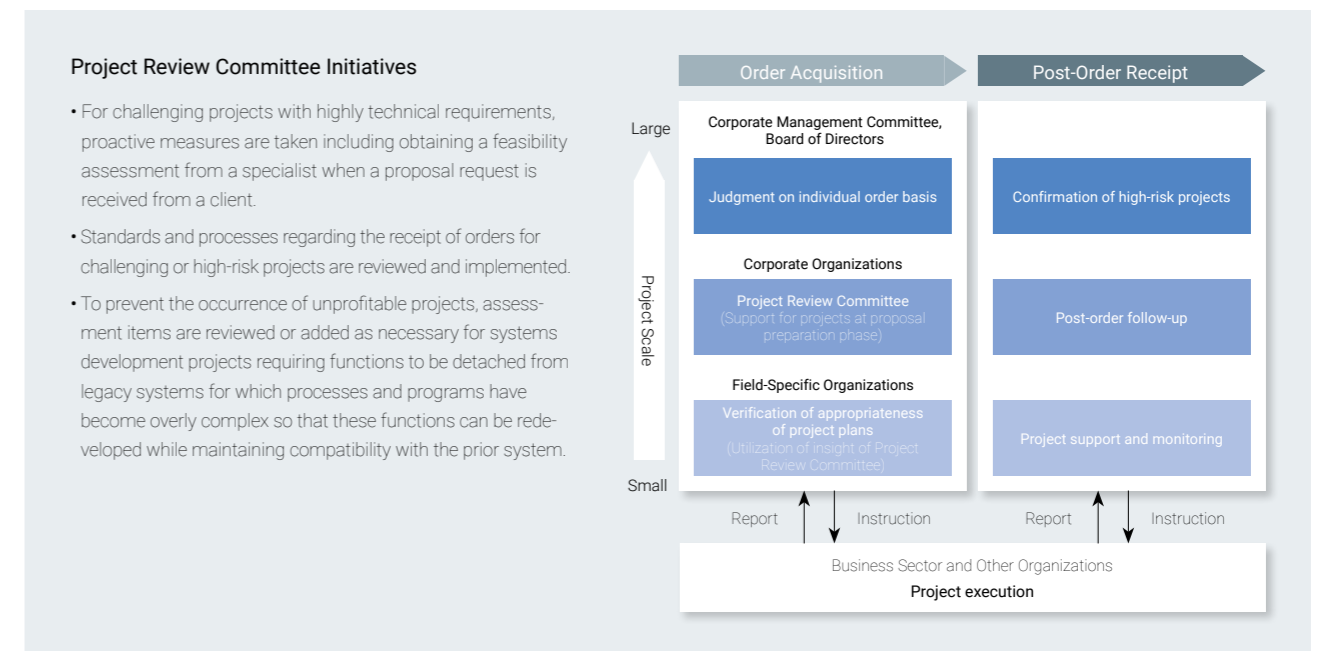 Project Review Committee Initiatives
• For challenging projects with highly technical requirements,
proactive measures are taken including obtaining a feasibility
assessment from a specialist when a proposal request is
received from a client.
• Standards and processes regarding the receipt of orders for
challenging or high-risk projects are reviewed and implemented.
• To prevent the occurrence of unprofitable projects, assess-
ment items are reviewed or added as necessary for systems
development projects requiring functions to be detached from
legacy systems for which processes and programs have
become overly complex so that these functions can be rede-
veloped while maintaining compatibility with the prior system.
Order Acquisition
Post-Order Receipt
Large
Project Scale
Small
Corporate Management Committee,
Board of Directors
Judgment on individual order basis
Confirmation of high-risk projects
Corporate Organizations
Project Review Committee
(Support for projects at proposal
preparation phase)
Post-order follow-up
Field-Specific Organizations
Verification of appropriateness
of project plans
(Utilization of insight of Project
Review Committee)
Project support and monitoring
Report
Instruction
Report
Instruction
Business Sector and Other Organizations
Project execution